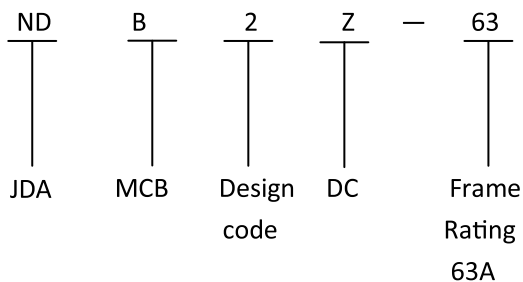 ND B 2 Z — 63
JDA MCB Design DC Frame
code Rating
63A